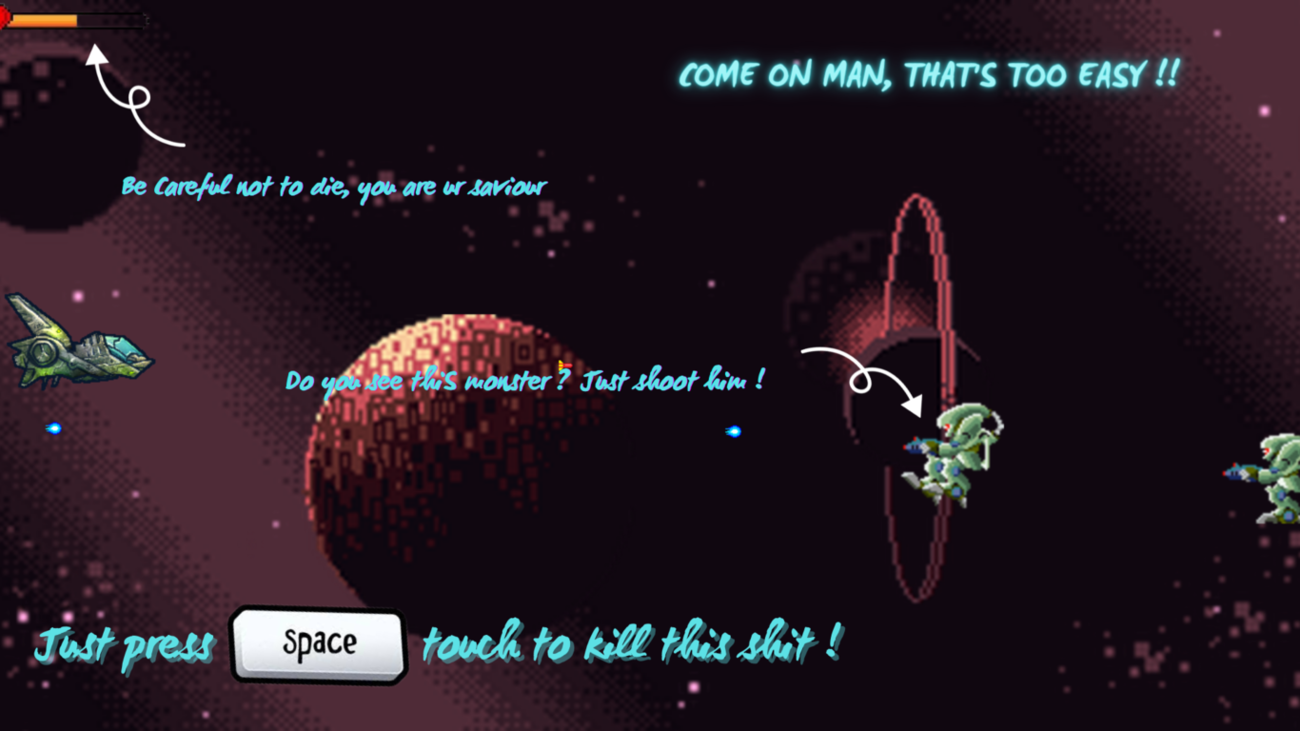 COME ON MAN, THAT'S TOO EASY !!
Be Careful not to die, you are ur saviour
Do you see thiS monster ? Just shoot him !
Just press Space touch to kill this shit !